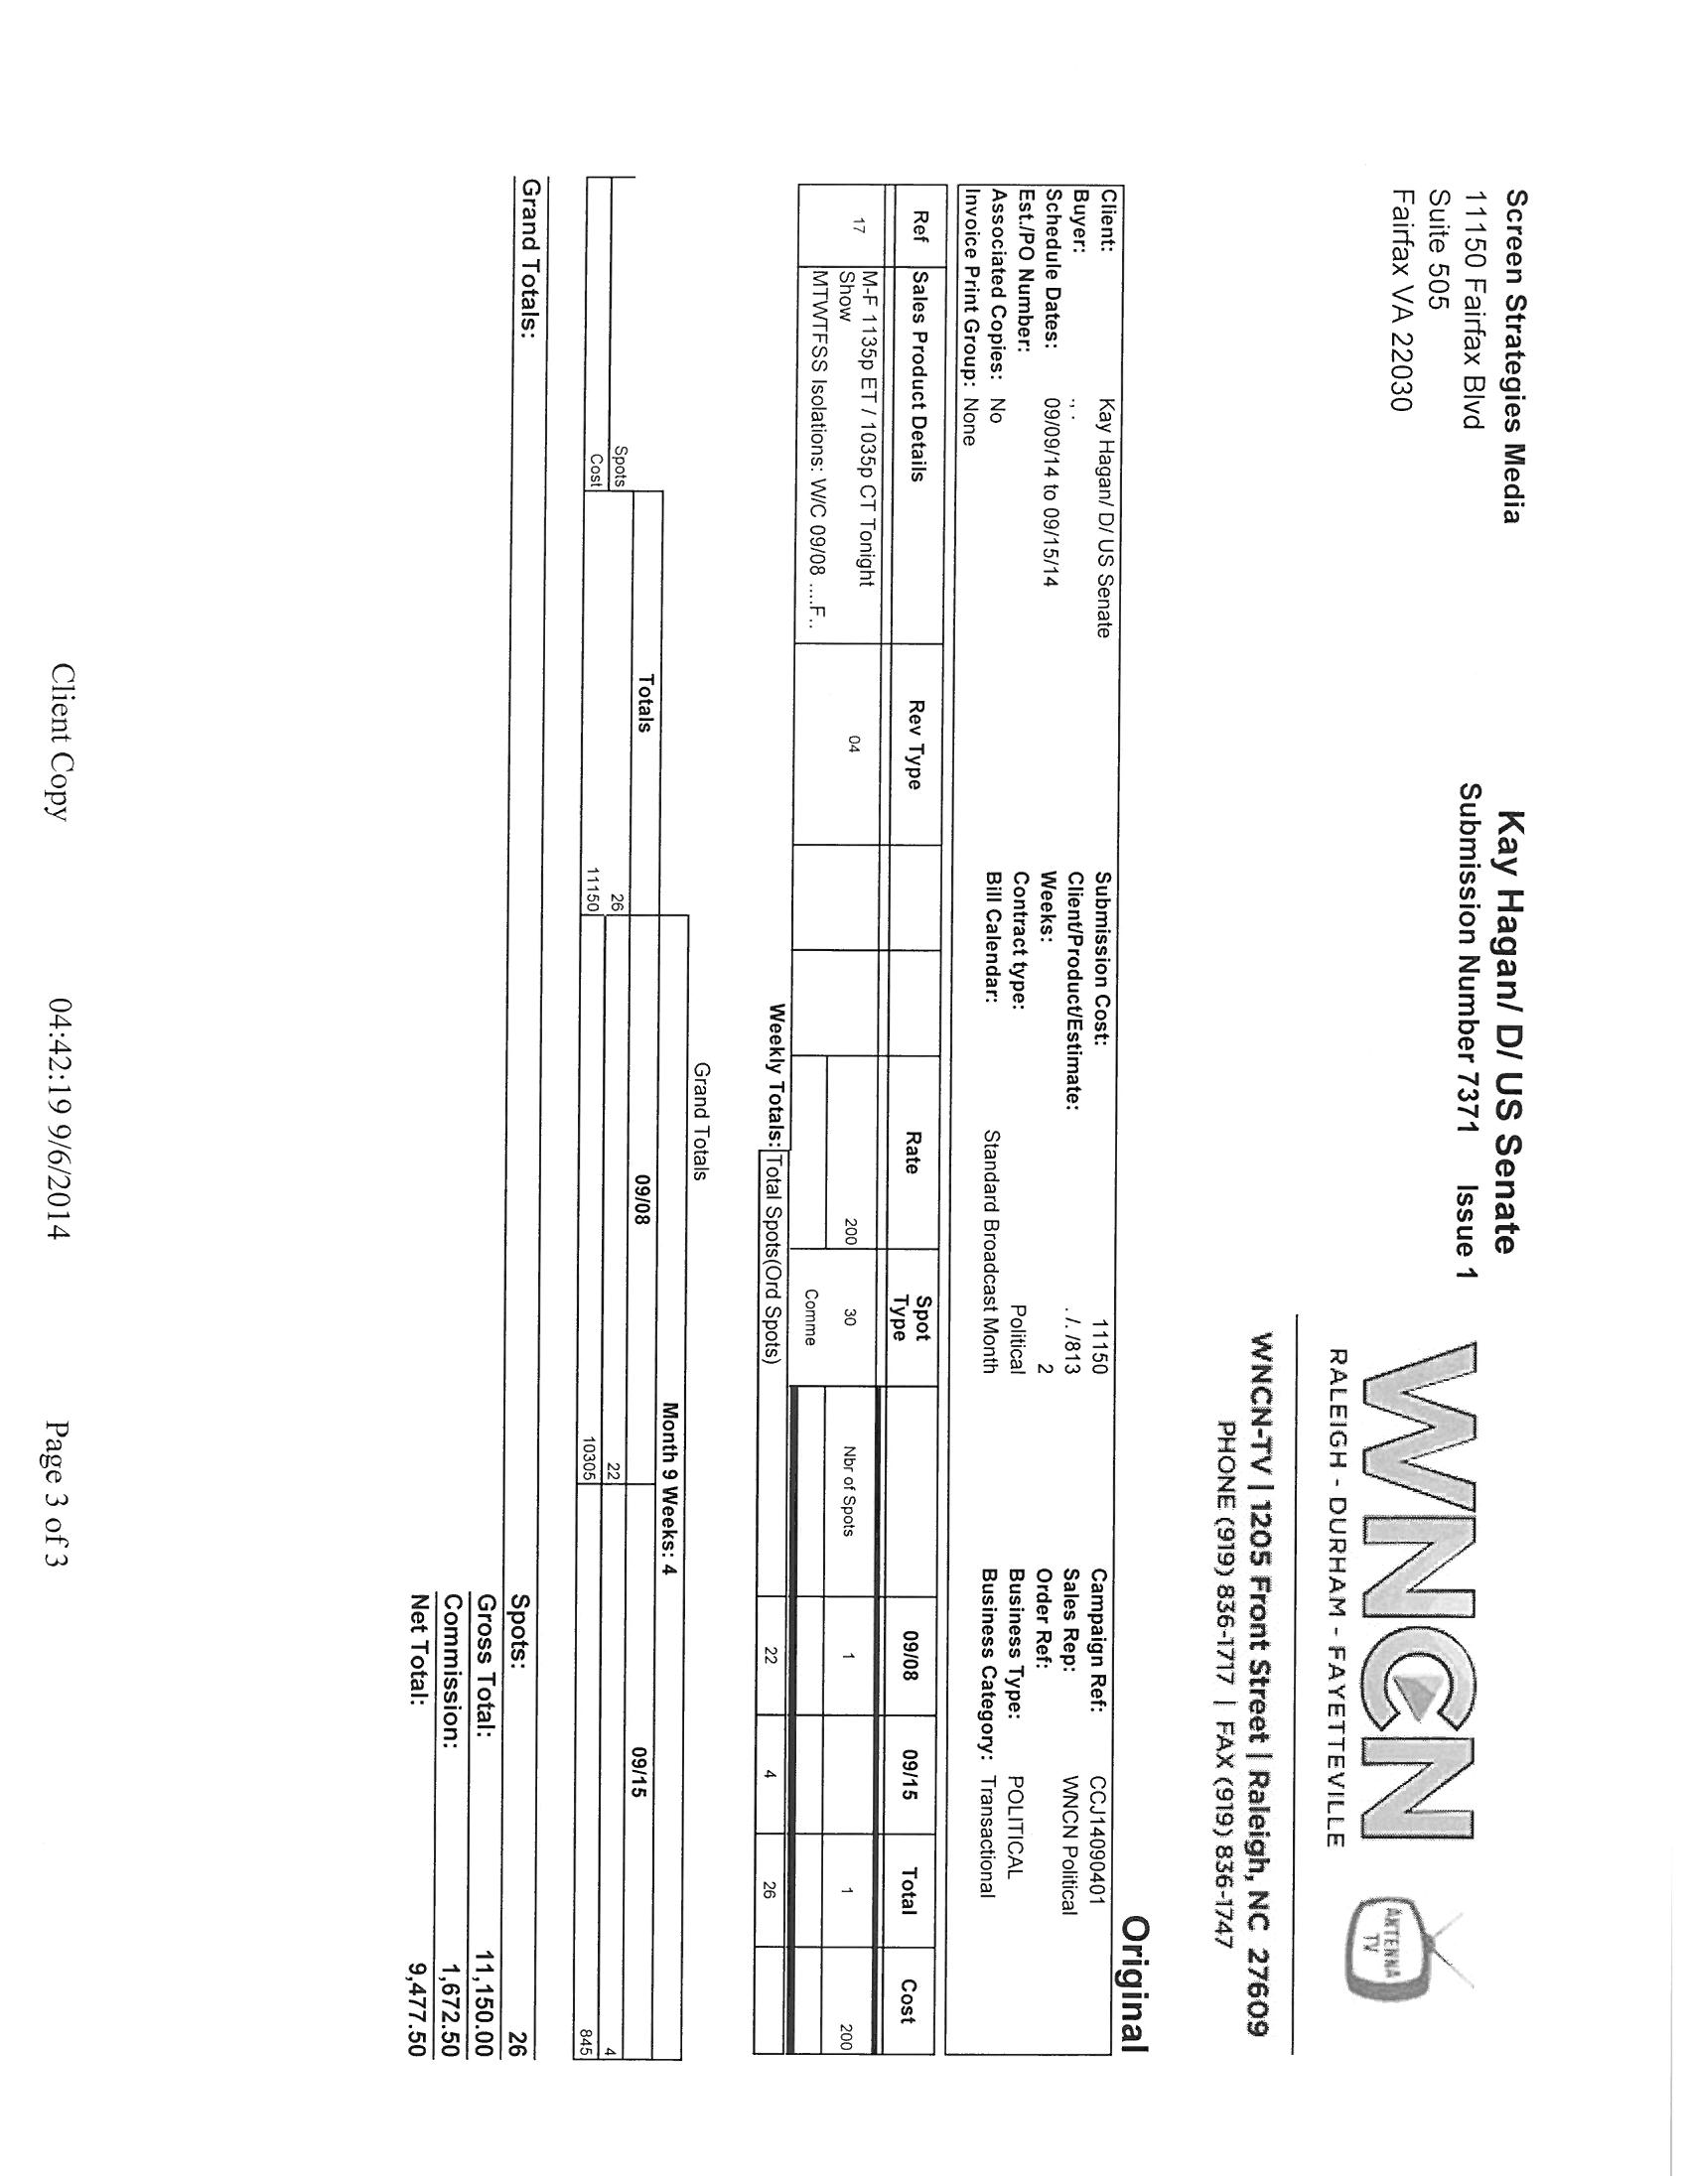 Screen Strategies Media
11150 Fairfax Blvd
Suite 505
Fairfax VA 22030
Kay Hagan/ D/ US Senate
Submission Number 7371 Issue 1
WNCN
RALEIGH - DURHAM - FAYETTEVILLE
ANTENNA
TV
WNCN-TV | 1205 Front Street | Raleigh, NC 27609
PHONE (919) 836-1717 | FAX (919) 836-1747
Original
Client: Kay Hagan/ D/ US Senate Submission Cost: 11150 Campaign Ref: CCJ14090401
Buyer: ., . Client/Product/Estimate: . /. /813 Sales Rep: WNCN Political
Schedule Dates: 09/09/14 to 09/15/14 Weeks: 2 Order Ref:
Est./PO Number: Contract type: Political Business Type: POLITICAL
Associated Copies: No Bill Calendar: Standard Broadcast Month Business Category: Transactional
Invoice Print Group: None
Ref Sales Product Details Rev Type Rate Spot Type 09/08 09/15 Total Cost
17 M-F 1135p ET / 1035p CT Tonight Show 04 200 30 Nbr of Spots 1 1 200
MTWTFSS Isolations: W/C 09/08 ....F.. Comme
Weekly Totals: Total Spots(Ord Spots) 22 4 26
Grand Totals
Month 9 Weeks: 4
Totals 09/08 09/15
Spots 26 22 4
Cost 11150 10305 845
Grand Totals: Spots: 26
Gross Total: 11,150.00
Commission: 1,672.50
Net Total: 9,477.50
Client Copy 04:42:19 9/6/2014 Page 3 of 3